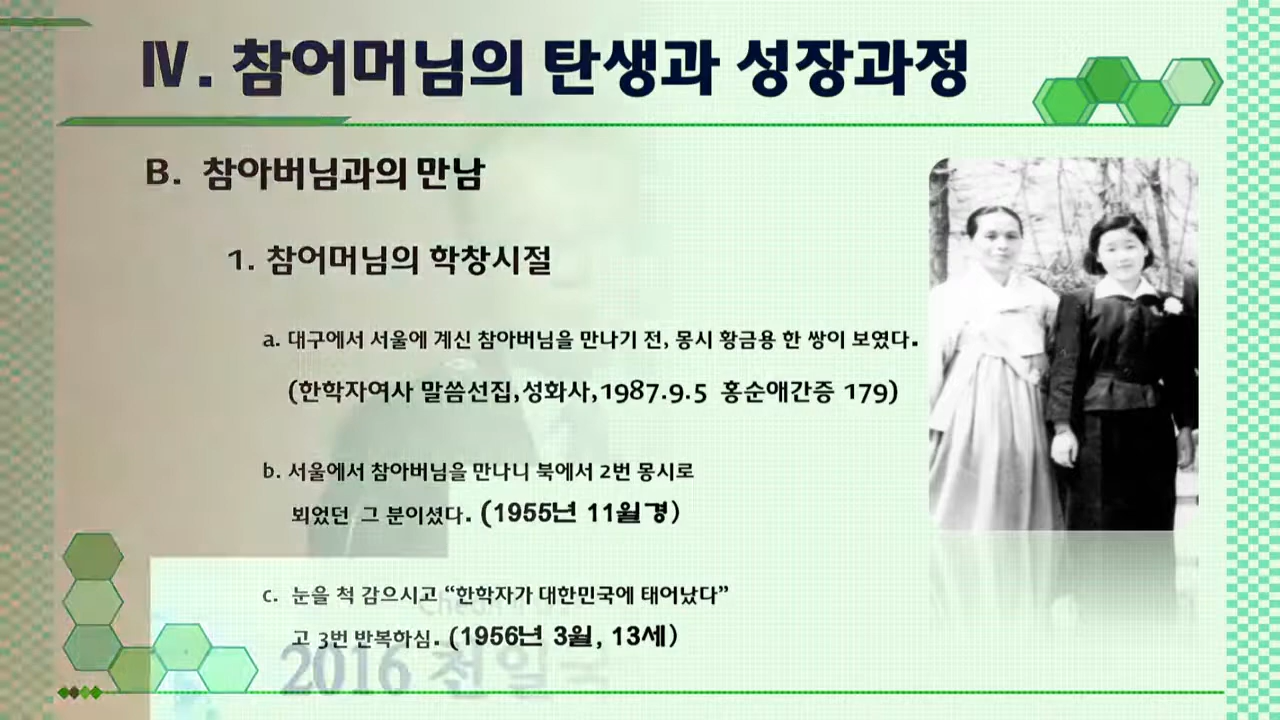 Ⅳ. 참어머님의 탄생과 성장과정
B. 참아버님과의 만남
1. 참어머님의 학창시절
a. 대구에서 서울에 계신 참아버님을 만나기 전, 몽시 황금용 한 쌍이 보였다.
(한학자여사 말씀선집,성화사,1987.9.5 홍순애간증 179)
b. 서울에서 참아버님을 만나니 북에서 2번 몽시로
뵈었던 그 분이셨다. (1955년 11월경)
c. 눈을 척 감으시고 “한학자가 대한민국에 태어났다”
고 3번 반복하심. (1956년 3월, 13세)
2016 천일국